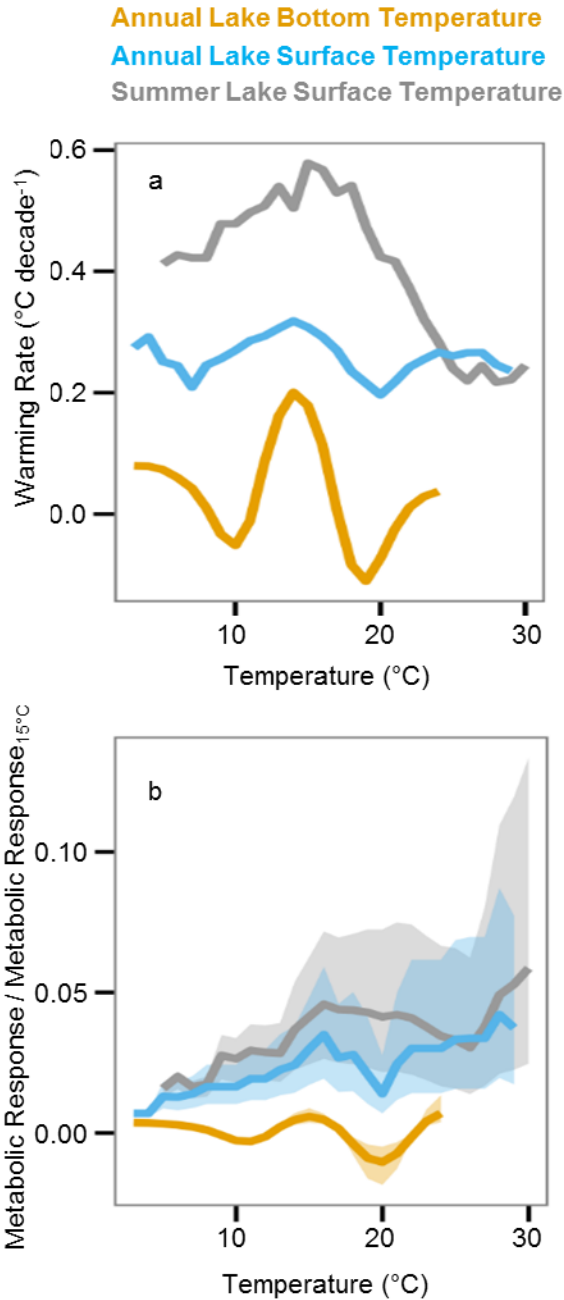 Annual Lake Bottom Temperature
Annual Lake Surface Temperature
Summer Lake Surface Temperature
a
0.6
0.4
0.2
0.0
Warming Rate (°C decade⁻¹)
10 20 30
Temperature (°C)
b
0.10
0.05
0.00
Metabolic Response / Metabolic Response₁₅°C
10 20 30
Temperature (°C)